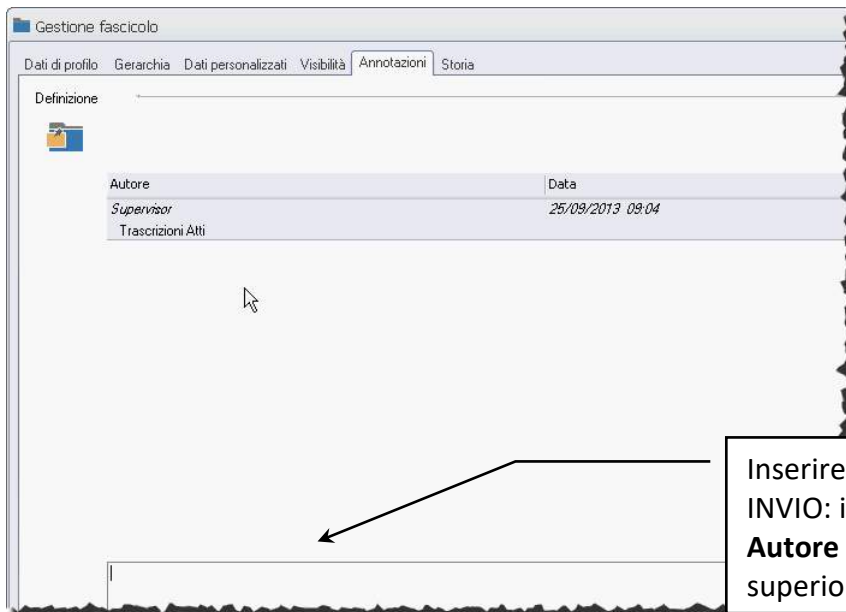 Gestione fascicolo
Dati di profilo Gerarchia Dati personalizzati Visibilità Annotazioni Storia
Definizione
Autore Data
Supervisor 25/09/2013 09:04
Trascrizioni Atti
Inserire
INVIO: i
Autore
superio